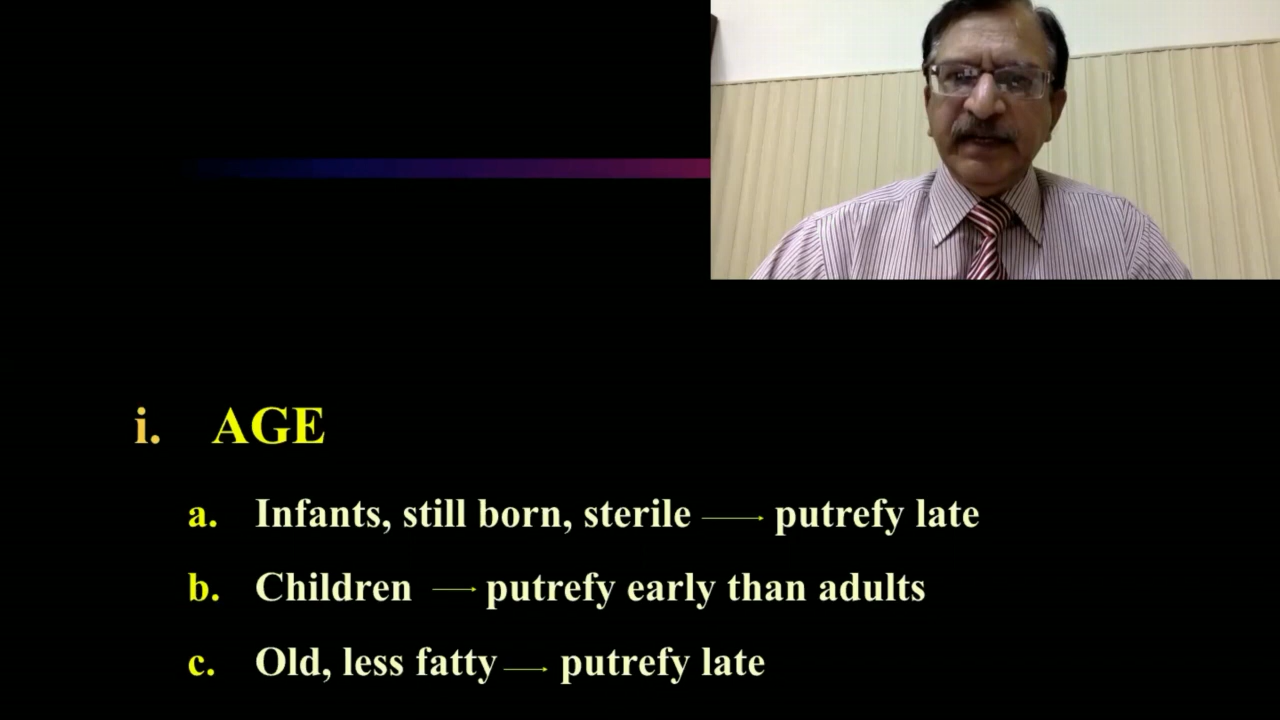 i. AGE
a. Infants, still born, sterile → putrefy late
b. Children → putrefy early than adults
c. Old, less fatty → putrefy late